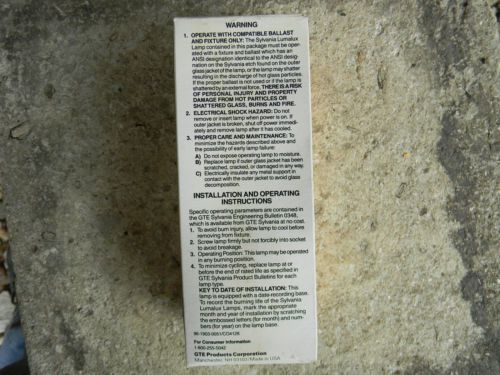 WARNING
1. OPERATE WITH COMPATIBLE BALLAST
AND FIXTURE ONLY: The Sylvania Lumalux
Lamp contained in this package must be oper-
ated with a fixture and ballast which has an
ANSI designation identical to the ANSI desig-
nation on the Sylvania etch found on the outer
glass jacket of the lamp, or the lamp may shatter
resulting in the discharge of hot glass particles.
If the proper ballast is not used or if the lamp is
shattered by an external force. THERE IS A RISK
OF PERSONAL INJURY AND PROPERTY
DAMAGE FROM HOT PARTICLES OR
SHATTERED GLASS, BURNS AND FIRE.
2. ELECTRICAL SHOCK HAZARD: Do not
remove or insert lamp when power is on. If
outer jacket is broken, shut off power immedi-
ately and remove lamp after it has cooled.
3. PROPER CARE AND MAINTENANCE: To
minimize the hazards described above and
the possibility of early lamp failure:
A) Do not expose operating lamp to moisture.
B) Replace lamp if outer glass jacket has been
scratched, cracked, or damaged in any way.
C) Electrically insulate any metal support in
contact with the outer jacket to avoid glass
decomposition.
INSTALLATION AND OPERATING
INSTRUCTIONS
Specific operating parameters are contained in
the GTE Sylvania Engineering Bulletin 0348,
which is available from GTE Sylvania at no cost.
1. To avoid burn injury, allow lamp to cool before
removing from fixture.
2. Screw lamp firmly but not forcibly into socket
to avoid breakage.
3. Operating Position: This lamp may be operated
in any burning position.
4. To minimize cycling, replace lamp at or
before the end of rated life as specified in
GTE Sylvania Product Bulletins for each
lamp type.
KEY TO DATE OF INSTALLATION: This
lamp is equipped with a date-recording base.
To record the burning life of the Sylvania
Lumalux Lamps, mark the appropriate
month and year of installation by scratching
the embossed letters (for month) and num-
bers (for year) on the lamp base.
For Consumer Information
1-800-255-5042
GTE Products Corporation
Manchester, NH 03103/Made in USA